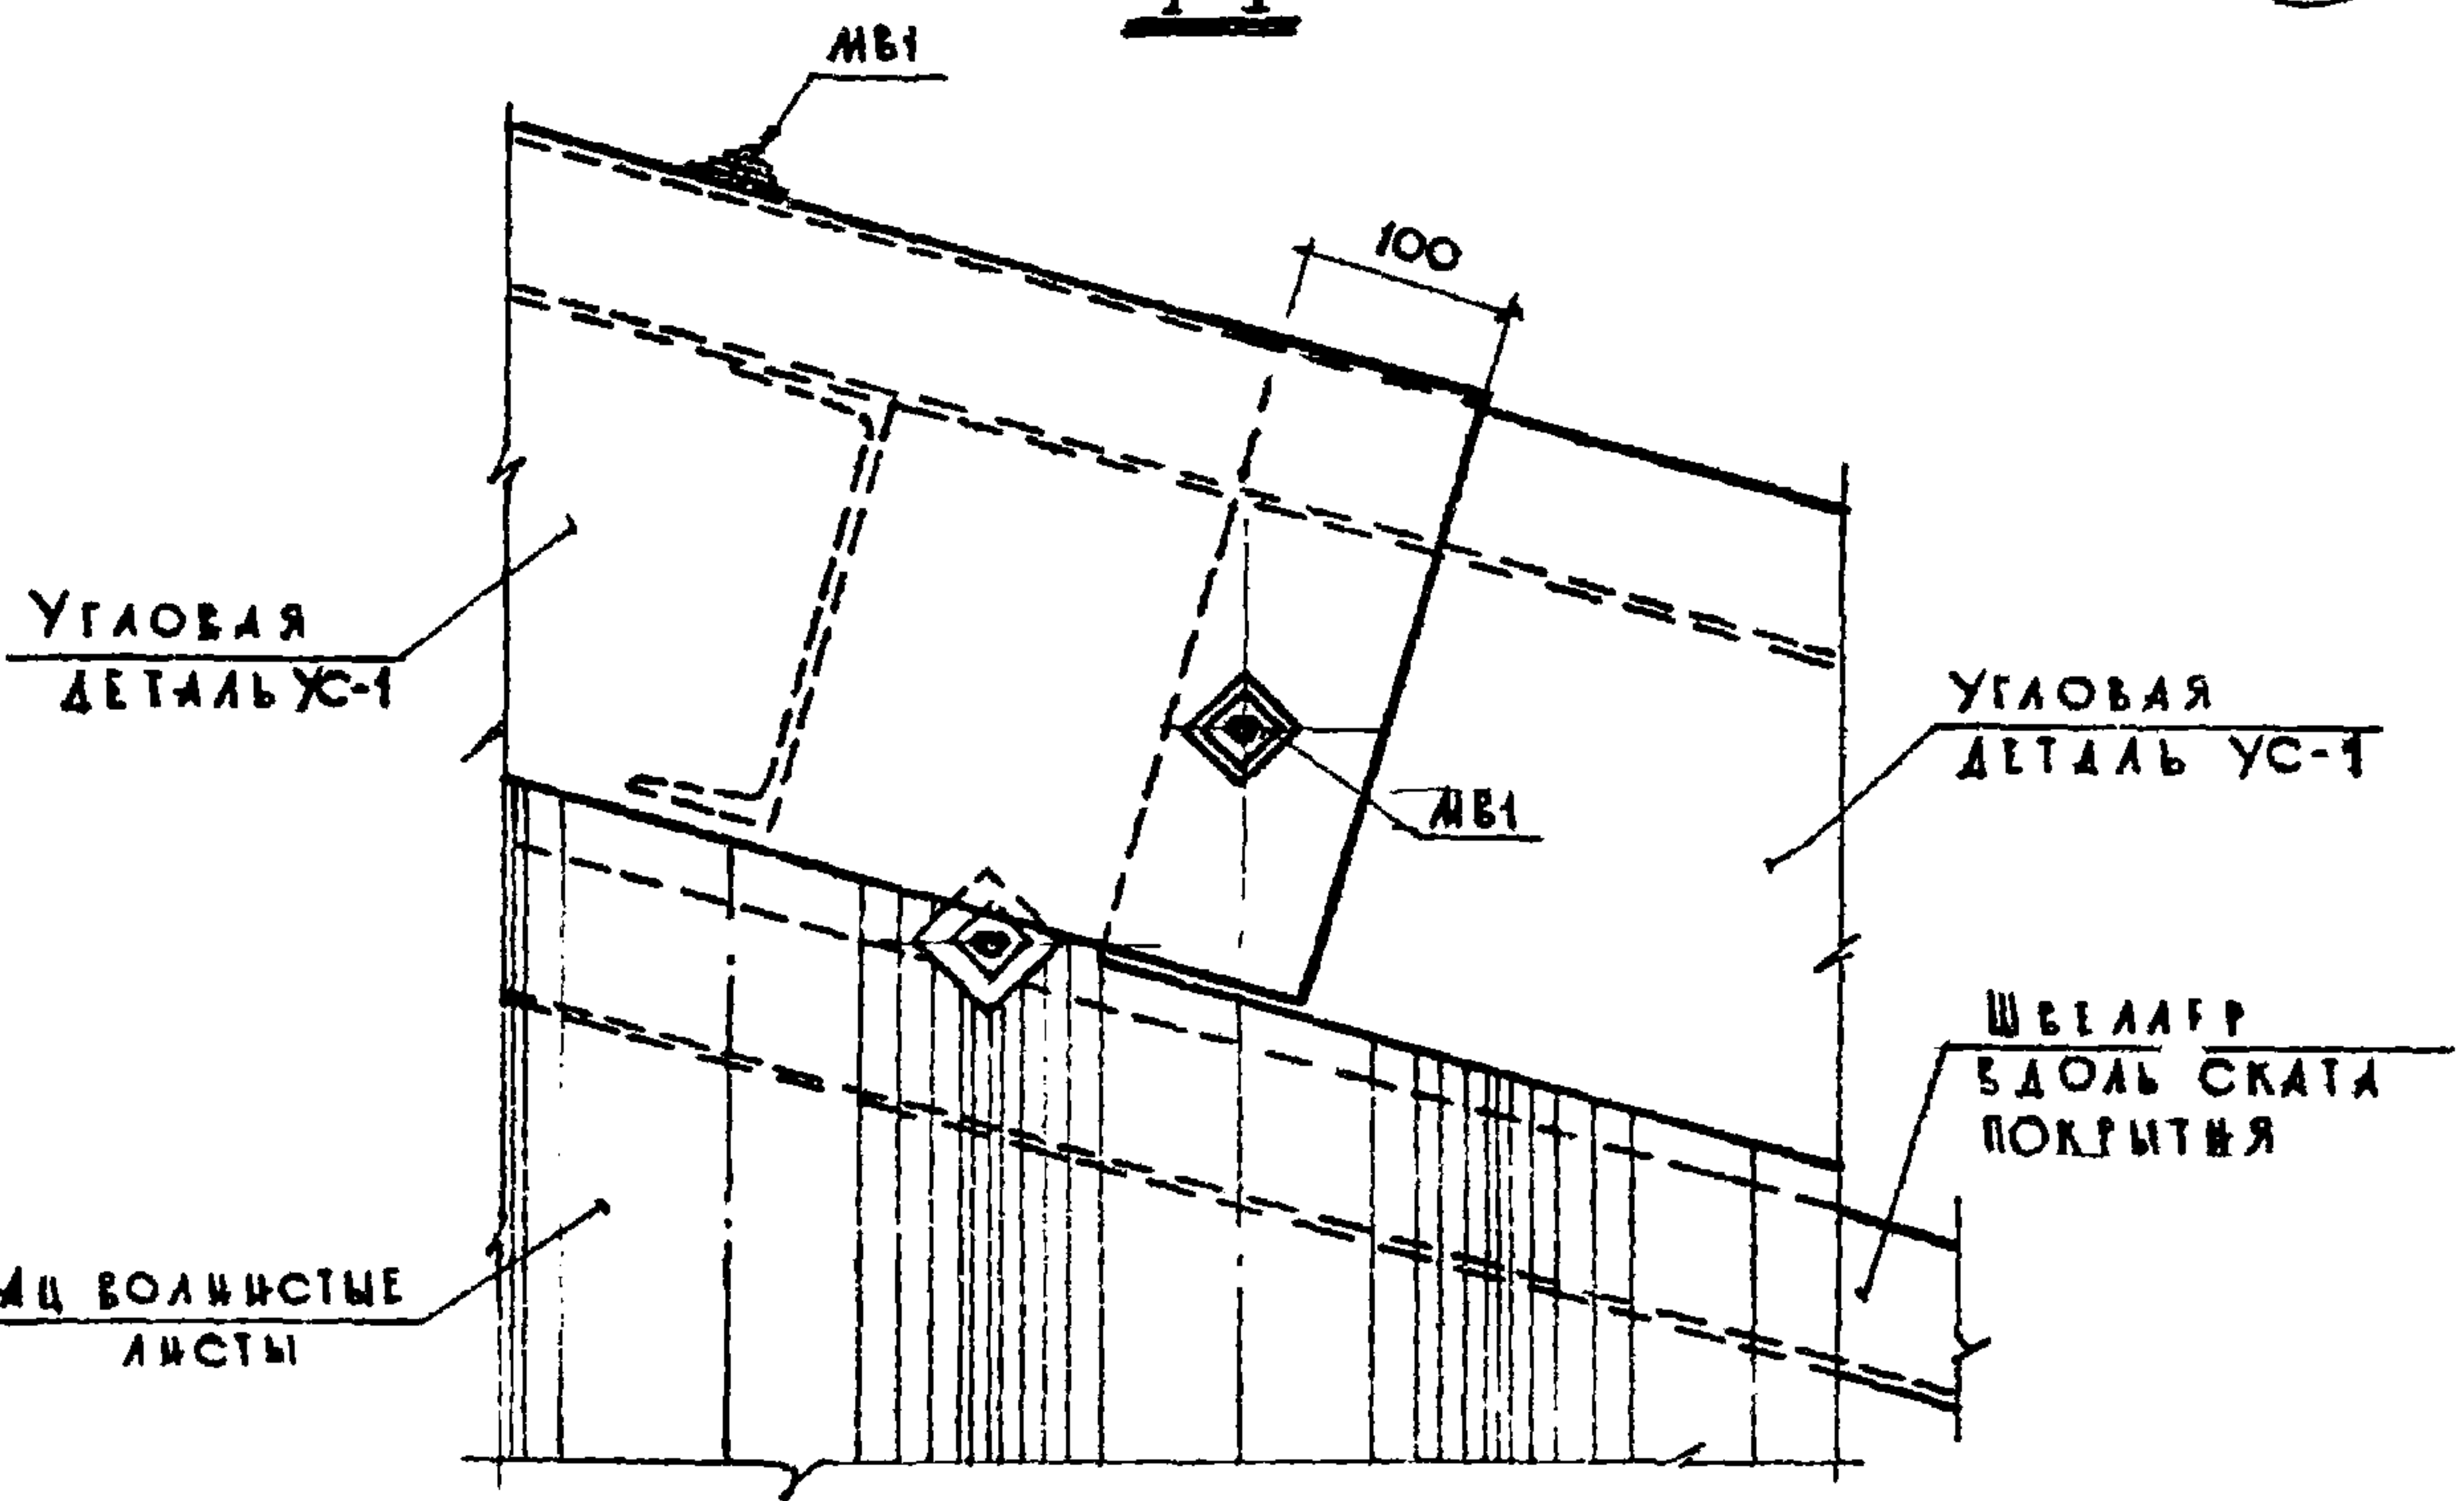 МВ1
100
УГЛОВАЯ
ДЕТАЛЬ УС-1
УГЛОВАЯ
ДЕТАЛЬ УС-1
МВ1
ШВЕЛЛЕР
ВДОЛЬ СКАТА
ПОКРЫТИЯ
АЦ ВОЛНИСТЫЕ
ЛИСТЫ